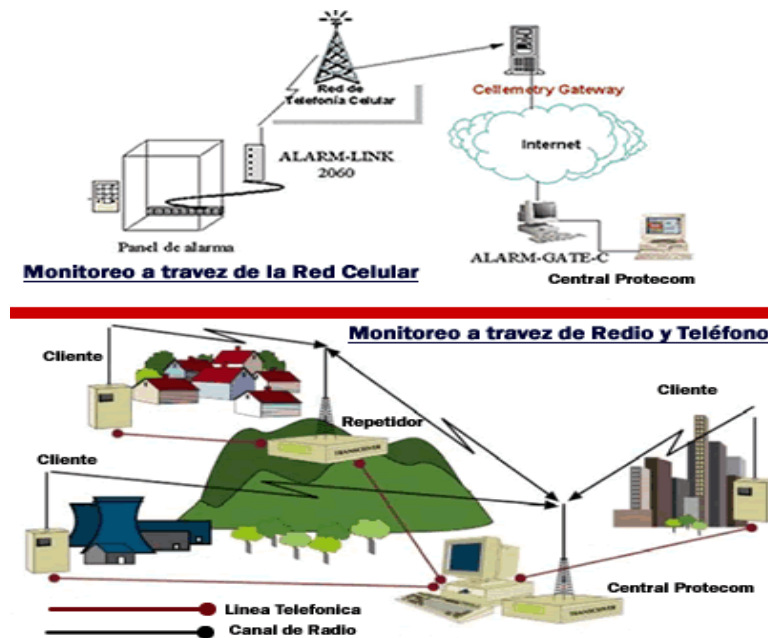 Red de
Telefonía Celular
Cellemetry Gateway
Internet
ALARM-LINK
2060
Panel de alarma
ALARM-GATE-C
Central Protecom
Monitoreo a travez de la Red Celular
Monitoreo a travez de Redio y Teléfono
Cliente
Cliente
Repetidor
TRANSCEIVER
Cliente
Central Protecom
TRANSCEIVER
Linea Telefonica
Canal de Radio